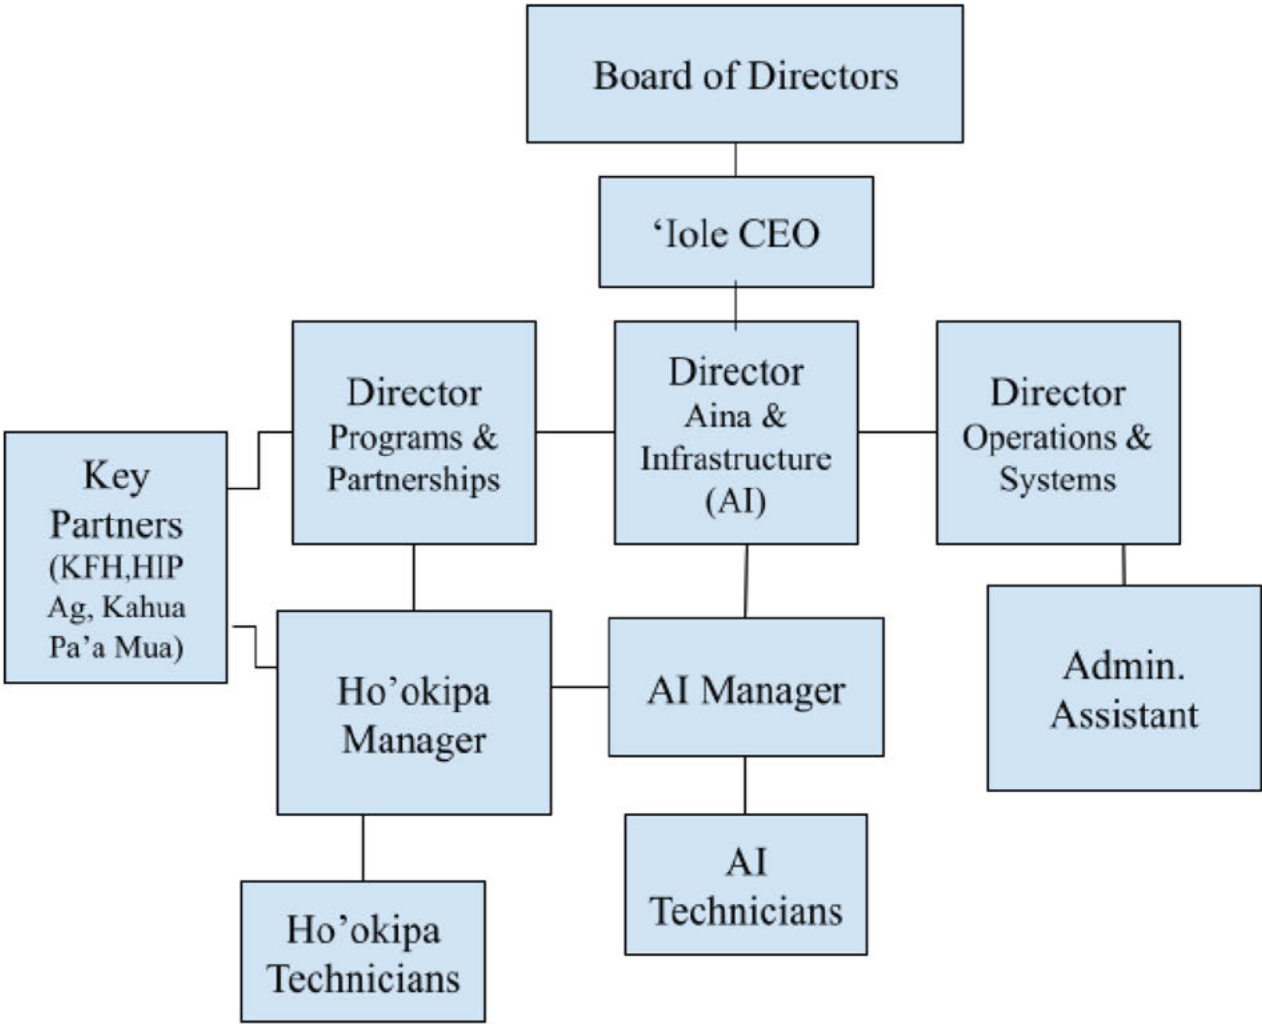 Board of Directors
‘Iole CEO
Director
Programs &
Partnerships
Director
Aina &
Infrastructure
(AI)
Director
Operations &
Systems
Key
Partners
(KFH,HIP
Ag, Kahua
Pa’a Mua)
Ho’okipa
Manager
AI Manager
Admin.
Assistant
AI
Technicians
Ho’okipa
Technicians